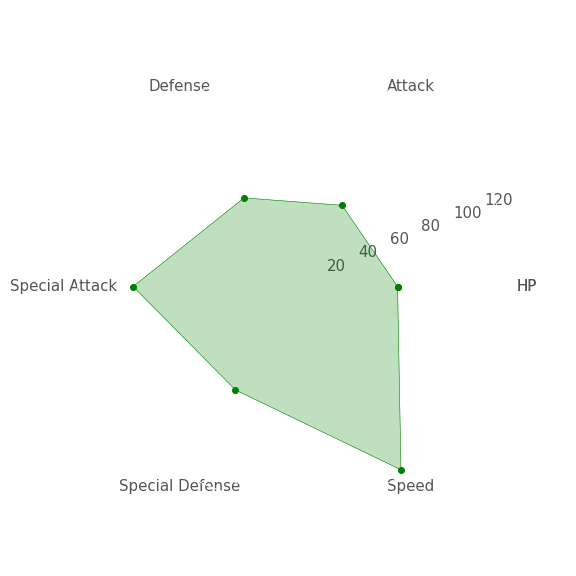 Defense
Attack
120
100
80
60
40
20
Special Attack
HP
Special Defense
Speed